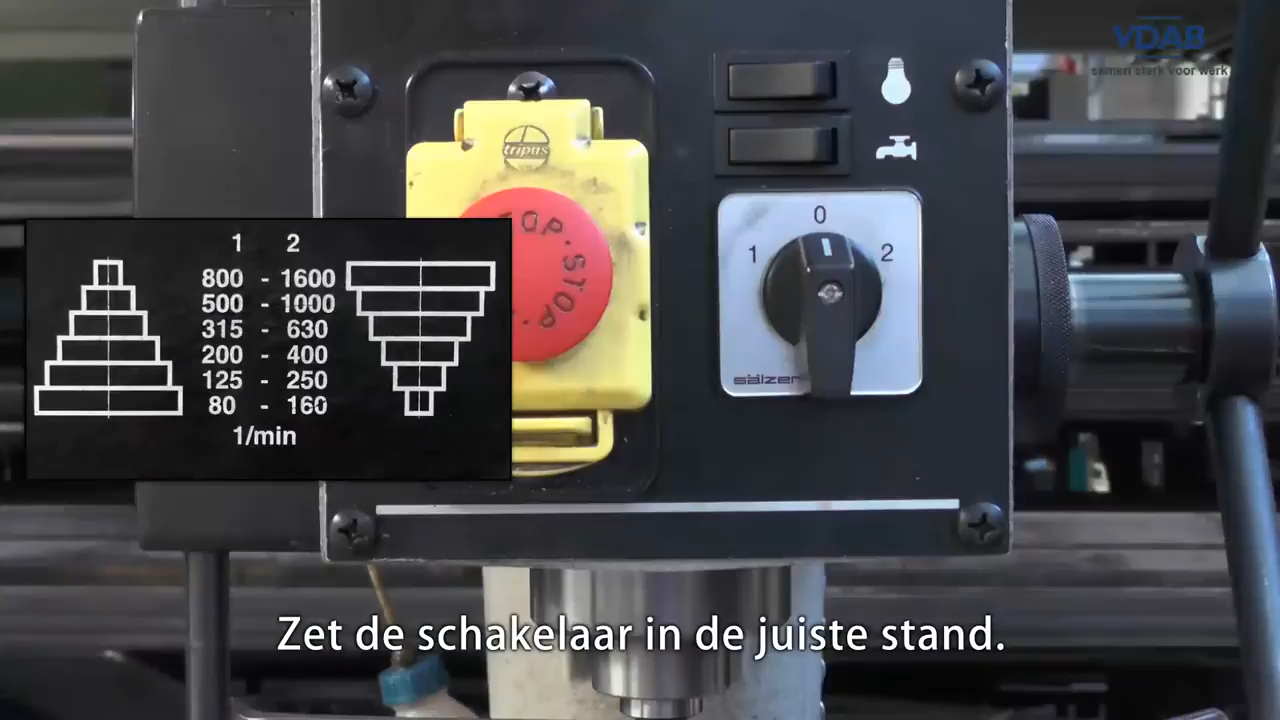 VDAB
samen sterk voor werk
tripus
STOP. STOP.
0
1 2
sälzer
1 2
800 - 1600
500 - 1000
315 - 630
200 - 400
125 - 250
80 - 160
1/min
Zet de schakelaar in de juiste stand.